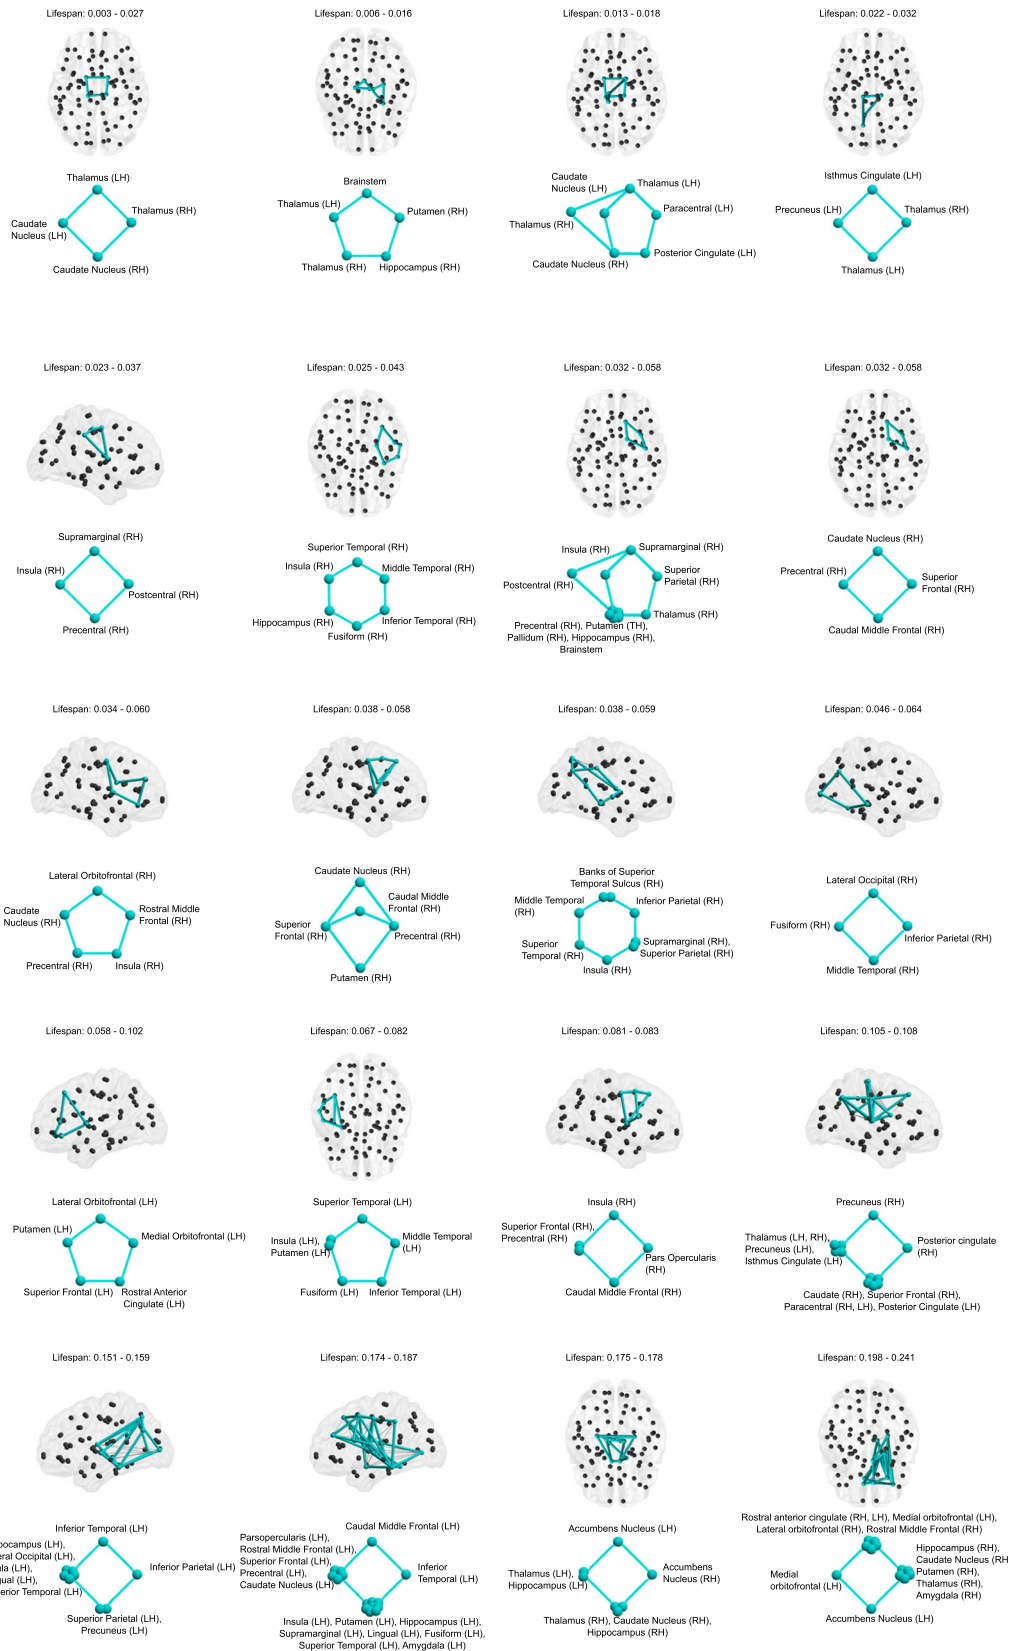 Lifespan: 0.003 - 0.027
Lifespan: 0.006 - 0.016
Lifespan: 0.013 - 0.018
Lifespan: 0.022 - 0.032
Thalamus (LH)
Thalamus (RH)
Caudate
Nucleus (LH)
Caudate Nucleus (RH)
Brainstem
Thalamus (LH)
Putamen (RH)
Thalamus (RH)
Hippocampus (RH)
Caudate
Nucleus (LH)
Thalamus (LH)
Paracentral (LH)
Thalamus (RH)
Caudate Nucleus (RH)
Posterior Cingulate (LH)
Isthmus Cingulate (LH)
Precuneus (LH)
Thalamus (RH)
Thalamus (LH)
Lifespan: 0.023 - 0.037
Lifespan: 0.025 - 0.043
Lifespan: 0.032 - 0.058
Lifespan: 0.032 - 0.058
Supramarginal (RH)
Insula (RH)
Postcentral (RH)
Precentral (RH)
Superior Temporal (RH)
Insula (RH)
Middle Temporal (RH)
Hippocampus (RH)
Inferior Temporal (RH)
Fusiform (RH)
Insula (RH)
Supramarginal (RH)
Postcentral (RH)
Superior
Parietal (RH)
Thalamus (RH)
Precentral (RH), Putamen (TH),
Pallidum (RH), Hippocampus (RH),
Brainstem
Caudate Nucleus (RH)
Precentral (RH)
Superior
Frontal (RH)
Caudal Middle Frontal (RH)
Lifespan: 0.034 - 0.060
Lifespan: 0.038 - 0.058
Lifespan: 0.038 - 0.059
Lifespan: 0.046 - 0.064
Lateral Orbitofrontal (RH)
Caudate
Nucleus (RH)
Rostral Middle
Frontal (RH)
Precentral (RH)
Insula (RH)
Caudate Nucleus (RH)
Caudal Middle
Frontal (RH)
Superior
Frontal (RH)
Precentral (RH)
Putamen (RH)
Banks of Superior
Temporal Sulcus (RH)
Middle Temporal
(RH)
Inferior Parietal (RH)
Superior
Temporal (RH)
Supramarginal (RH),
Superior Parietal (RH)
Insula (RH)
Lateral Occipital (RH)
Fusiform (RH)
Inferior Parietal (RH)
Middle Temporal (RH)
Lifespan: 0.058 - 0.102
Lifespan: 0.067 - 0.082
Lifespan: 0.081 - 0.083
Lifespan: 0.105 - 0.108
Lateral Orbitofrontal (LH)
Putamen (LH)
Medial Orbitofrontal (LH)
Superior Frontal (LH)
Rostral Anterior
Cingulate (LH)
Superior Temporal (LH)
Insula (LH),
Putamen (LH)
Middle Temporal
(LH)
Fusiform (LH)
Inferior Temporal (LH)
Insula (RH)
Superior Frontal (RH),
Precentral (RH)
Pars Opercularis
(RH)
Caudal Middle Frontal (RH)
Precuneus (RH)
Thalamus (LH, RH),
Precuneus (LH),
Isthmus Cingulate (LH)
Posterior cingulate
(RH)
Caudate (RH), Superior Frontal (RH),
Paracentral (RH, LH), Posterior Cingulate (LH)
Lifespan: 0.151 - 0.159
Lifespan: 0.174 - 0.187
Lifespan: 0.175 - 0.178
Lifespan: 0.198 - 0.241
Inferior Temporal (LH)
pocampus (LH),
eral Occipital (LH),
ula (LH),
gual (LH),
erior Temporal (LH)
Inferior Parietal (LH)
Superior Parietal (LH),
Precuneus (LH)
Caudal Middle Frontal (LH)
Parsopercularis (LH)
Rostral Middle Frontal (LH),
Superior Frontal (LH),
Precentral (LH),
Caudate Nucleus (LH)
Inferior
Temporal (LH)
Insula (LH), Putamen (LH), Hippocampus (LH),
Supramarginal (LH), Lingual (LH), Fusiform (LH),
Superior Temporal (LH), Amygdala (LH)
Accumbens Nucleus (LH)
Thalamus (LH),
Hippocampus (LH)
Accumbens
Nucleus (RH)
Thalamus (RH), Caudate Nucleus (RH),
Hippocampus (RH)
Rostral anterior cingulate (RH, LH), Medial orbitofrontal (LH),
Lateral orbitofrontal (RH), Rostral Middle Frontal (RH)
Medial
orbitofrontal (LH)
Hippocampus (RH),
Caudate Nucleus (RH
Putamen (RH),
Thalamus (RH),
Amygdala (RH)
Accumbens Nucleus (LH)